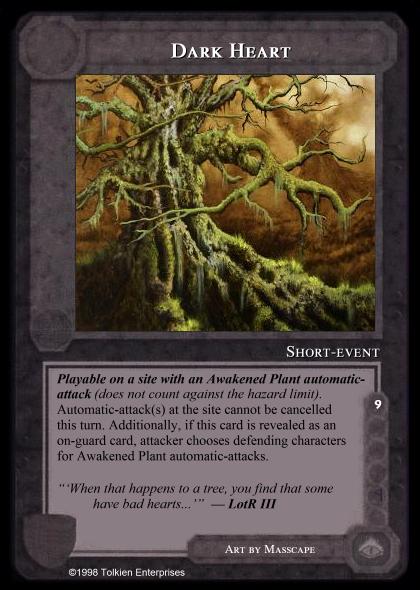 Dark Heart
Short-event
Playable on a site with an Awakened Plant automatic-
attack (does not count against the hazard limit).
Automatic-attack(s) at the site cannot be cancelled
this turn. Additionally, if this card is revealed as an
on-guard card, attacker chooses defending characters
for Awakened Plant automatic-attacks.
9
“‘When that happens to a tree, you find that some
have bad hearts...’” — LotR III
Art by Masscape
©1998 Tolkien Enterprises